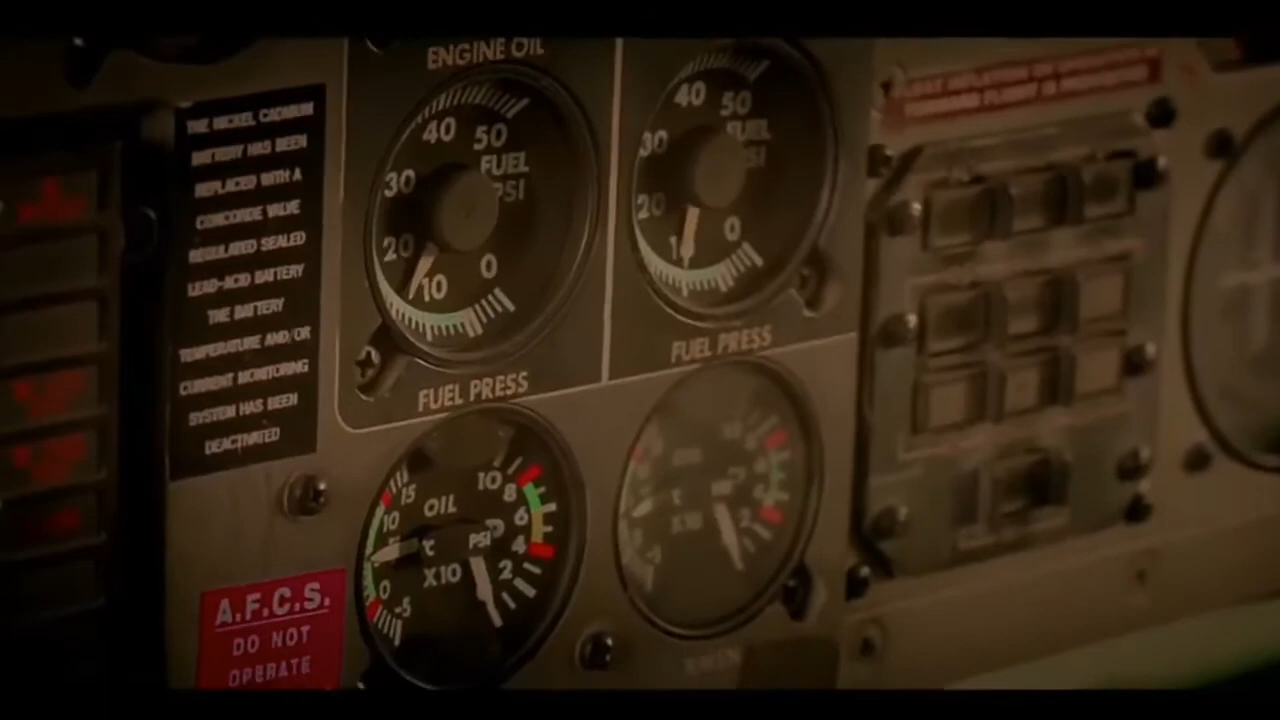 THE NICKEL CADMIUM
BATTERY HAS BEEN
REPLACED WITH A
CONCORDE VALVE
REGULATED SEALED
LEAD-ACID BATTERY
THE BATTERY
TEMPERATURE AND/OR
CURRENT MONITORING
SYSTEM HAS BEEN
DEACTIVATED
A.F.C.S.
DO NOT
OPERATE
ENGINE OIL
40 50
FUEL
PSI
30
20
10
0
FUEL PRESS
15
OIL
10
10
8
6
4
2
°C
PSI
X10
0
-5
40 50
FUEL
30
20
0
FUEL PRESS
°C
X10
2